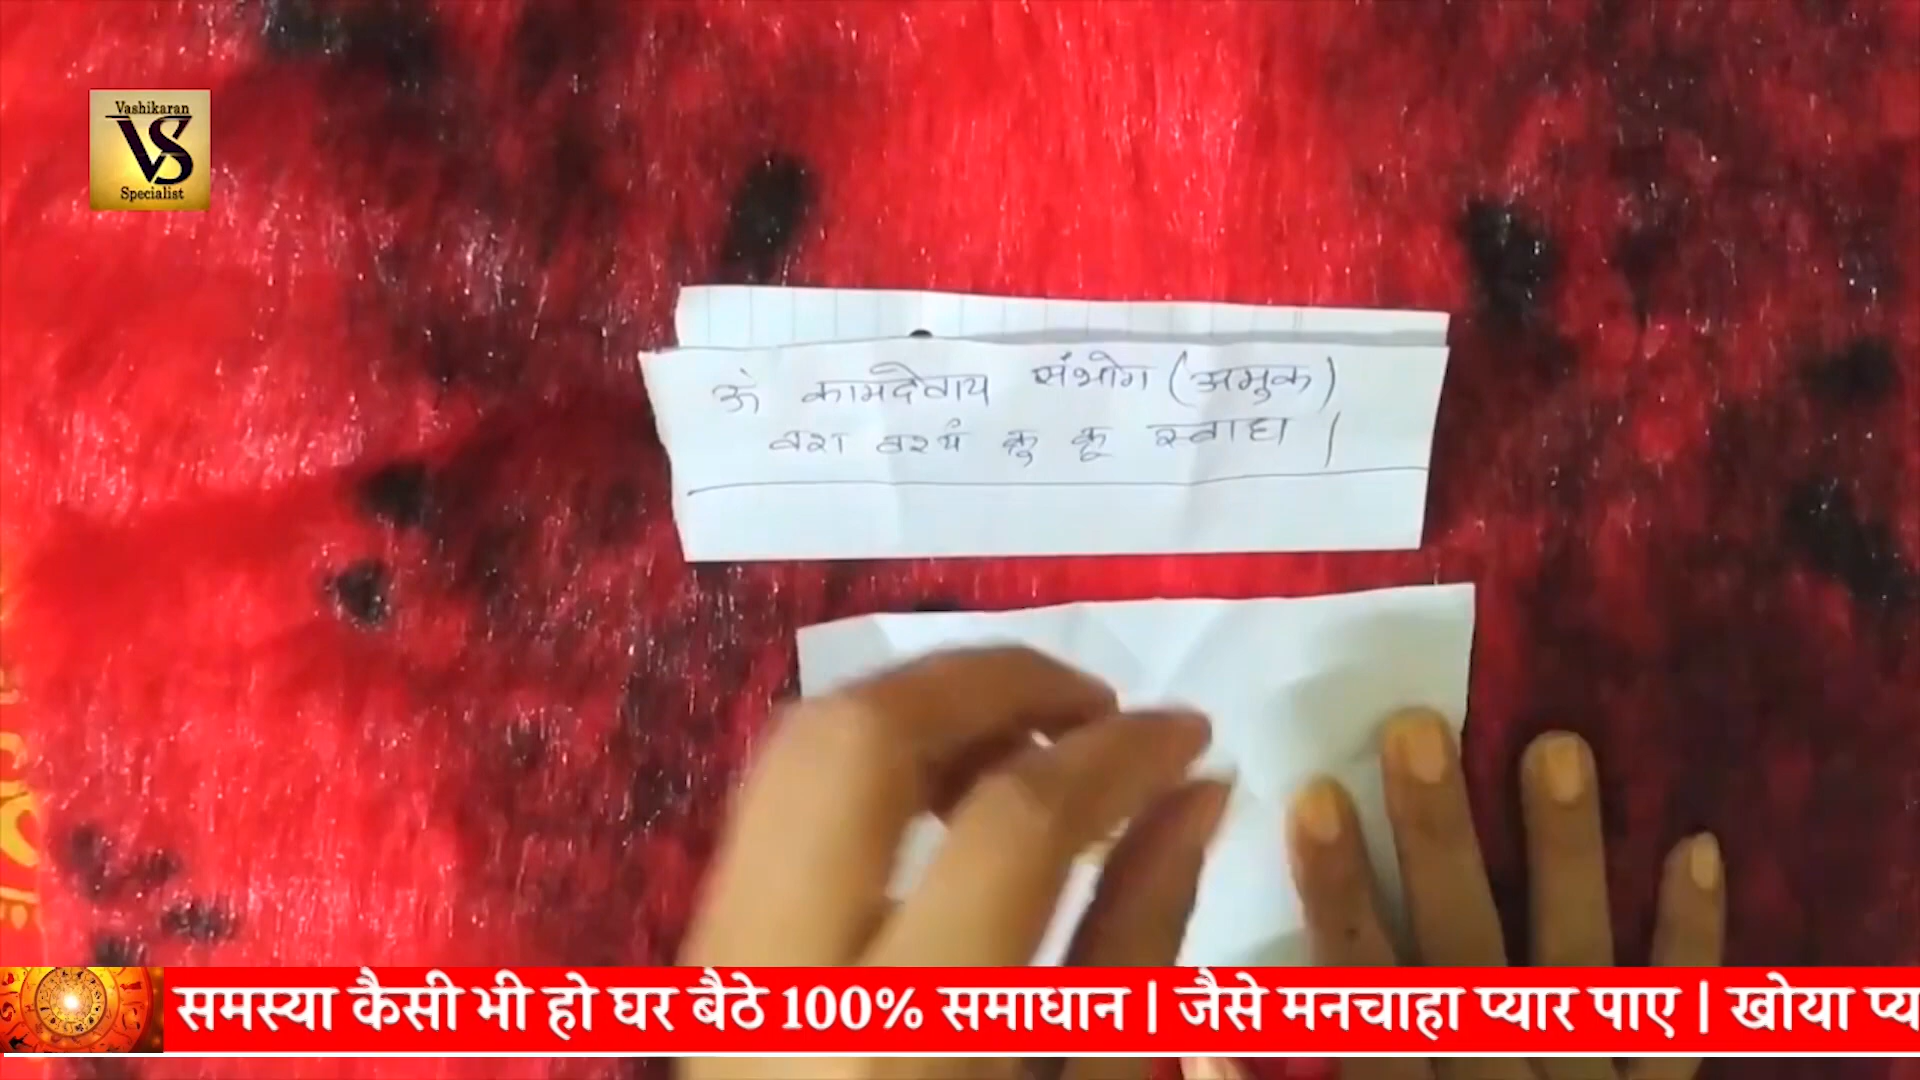 Vashikaran
VS
Specialist
ॐ कामदेवाय संभोग (अमुक)
वश वश्यं कु कू स्वाहा |
समस्या कैसी भी हो घर बैठे 100% समाधान | जैसे मनचाहा प्यार पाए | खोया प्य